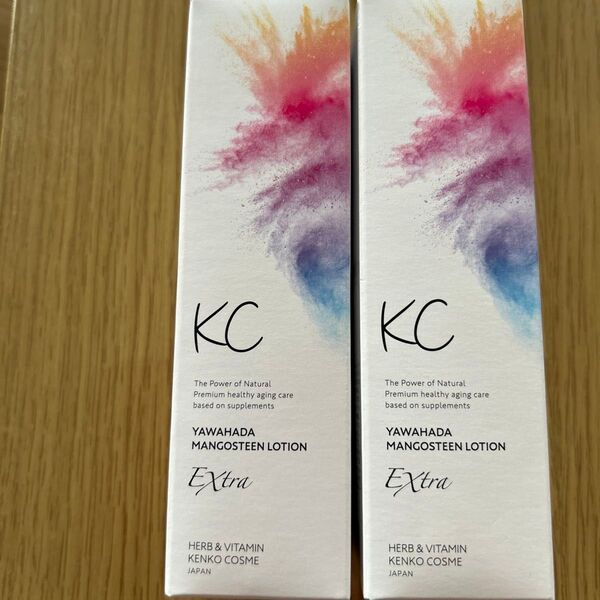 KC
The Power of Natural
Premium healthy aging care
based on supplements
YAWAHADA
MANGOSTEEN LOTION
Extra
HERB & VITAMIN
KENKO COSME
JAPAN
KC
The Power of Natural
Premium healthy aging care
based on supplements
YAWAHADA
MANGOSTEEN LOTION
Extra
HERB & VITAMIN
KENKO COSME
JAPAN